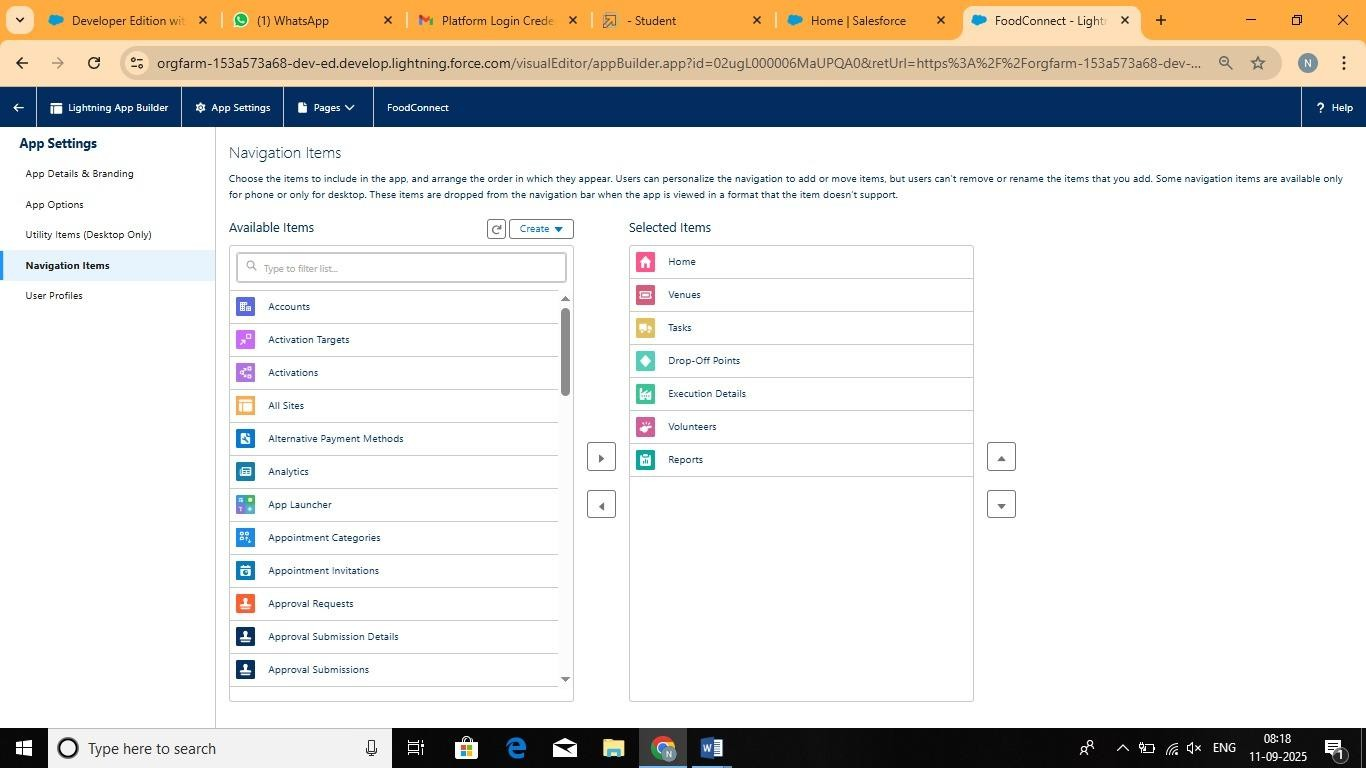 Developer Edition wit
(1) WhatsApp
Platform Login Crede
- Student
Home | Salesforce
FoodConnect - Lightn
orgfarm-153a573a68-dev-ed.develop.lightning.force.com/visualEditor/appBuilder.app?id=02ugL000006MaUPQA0&retUrl=https%3A%2F%2Forgfarm-153a573a68-dev-...
N
Lightning App Builder
App Settings
Pages
FoodConnect
? Help
App Settings
App Details & Branding
App Options
Utility Items (Desktop Only)
Navigation Items
User Profiles
Navigation Items
Choose the items to include in the app, and arrange the order in which they appear. Users can personalize the navigation to add or move items, but users can't remove or rename the items that you add. Some navigation items are available only
for phone or only for desktop. These items are dropped from the navigation bar when the app is viewed in a format that the item doesn't support.
Available Items
Create
Type to filter list...
Accounts
Activation Targets
Activations
All Sites
Alternative Payment Methods
Analytics
App Launcher
Appointment Categories
Appointment Invitations
Approval Requests
Approval Submission Details
Approval Submissions
Selected Items
Home
Venues
Tasks
Drop-Off Points
Execution Details
Volunteers
Reports
Type here to search
ENG
08:18
11-09-2025
1